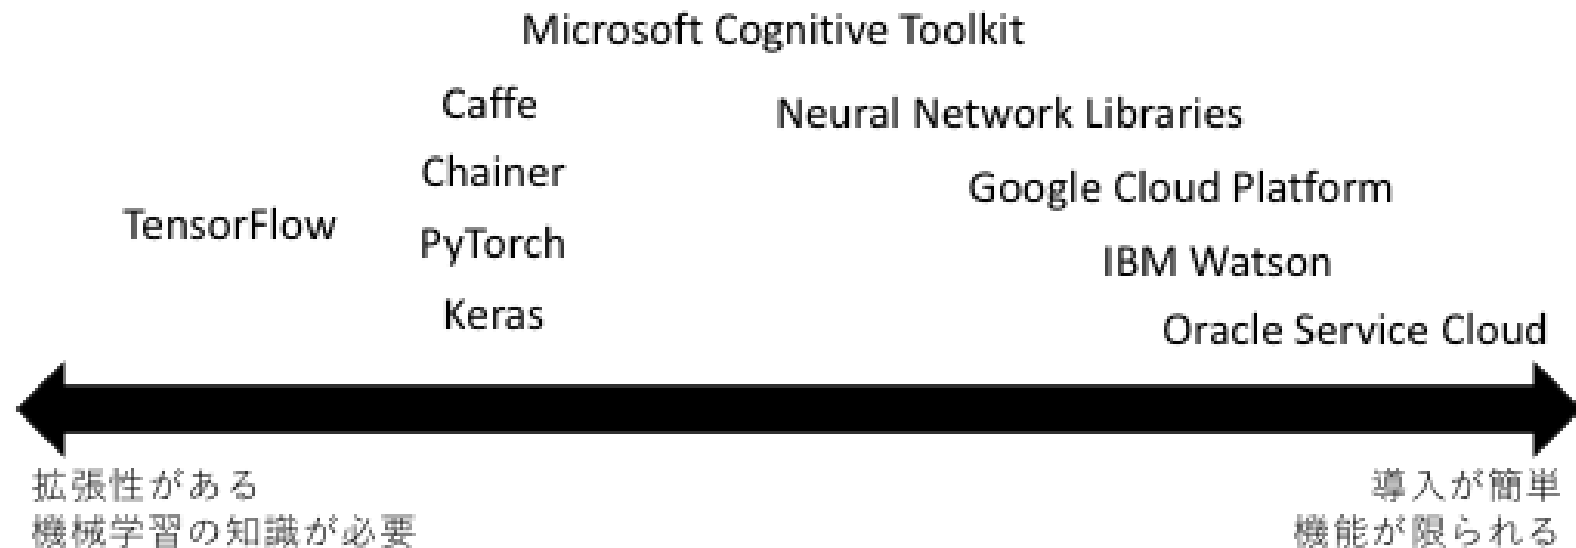 Microsoft Cognitive Toolkit
Caffe
Neural Network Libraries
Chainer
Google Cloud Platform
TensorFlow
PyTorch
IBM Watson
Keras
Oracle Service Cloud
拡張性がある
機械学習の知識が必要
導入が簡単
機能が限られる